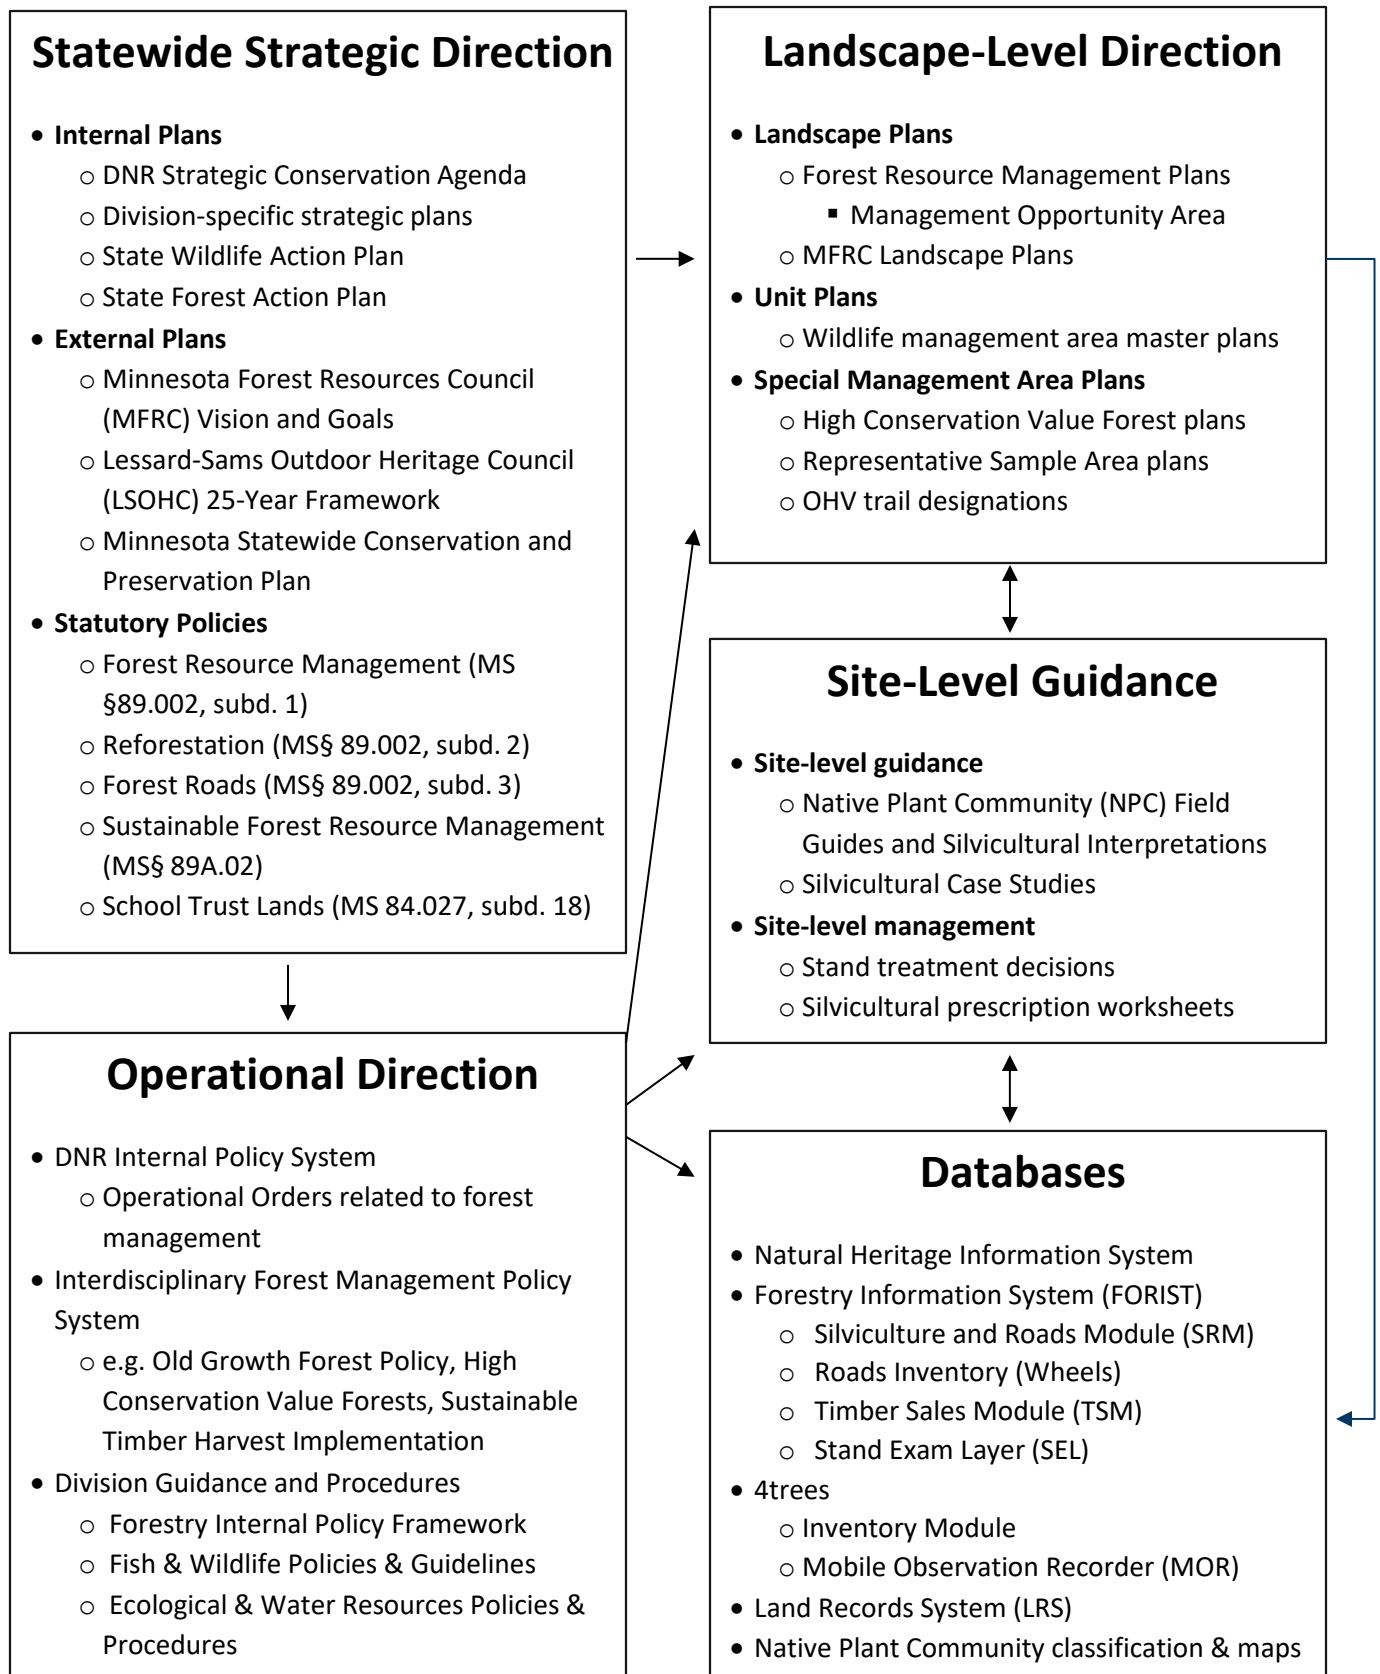 Statewide Strategic Direction
• Internal Plans
o DNR Strategic Conservation Agenda
o Division-specific strategic plans
o State Wildlife Action Plan
o State Forest Action Plan
• External Plans
o Minnesota Forest Resources Council
(MFRC) Vision and Goals
o Lessard-Sams Outdoor Heritage Council
(LSOHC) 25-Year Framework
o Minnesota Statewide Conservation and
Preservation Plan
• Statutory Policies
o Forest Resource Management (MS
§89.002, subd. 1)
o Reforestation (MS§ 89.002, subd. 2)
o Forest Roads (MS§ 89.002, subd. 3)
o Sustainable Forest Resource Management
(MS§ 89A.02)
o School Trust Lands (MS 84.027, subd. 18)
Operational Direction
• DNR Internal Policy System
o Operational Orders related to forest
management
• Interdisciplinary Forest Management Policy
System
o e.g. Old Growth Forest Policy, High
Conservation Value Forests, Sustainable
Timber Harvest Implementation
• Division Guidance and Procedures
o Forestry Internal Policy Framework
o Fish & Wildlife Policies & Guidelines
o Ecological & Water Resources Policies &
Procedures
Landscape-Level Direction
• Landscape Plans
o Forest Resource Management Plans
▪ Management Opportunity Area
o MFRC Landscape Plans
• Unit Plans
o Wildlife management area master plans
• Special Management Area Plans
o High Conservation Value Forest plans
o Representative Sample Area plans
o OHV trail designations
Site-Level Guidance
• Site-level guidance
o Native Plant Community (NPC) Field
Guides and Silvicultural Interpretations
o Silvicultural Case Studies
• Site-level management
o Stand treatment decisions
o Silvicultural prescription worksheets
Databases
• Natural Heritage Information System
• Forestry Information System (FORIST)
o Silviculture and Roads Module (SRM)
o Roads Inventory (Wheels)
o Timber Sales Module (TSM)
o Stand Exam Layer (SEL)
• 4trees
o Inventory Module
o Mobile Observation Recorder (MOR)
• Land Records System (LRS)
• Native Plant Community classification & maps